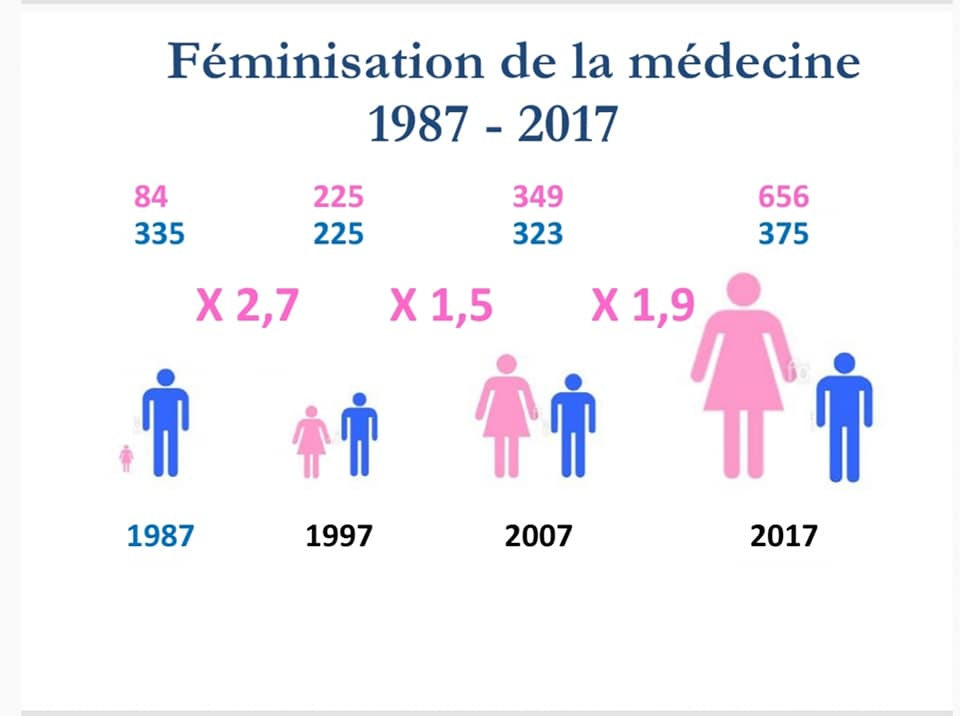 Féminisation de la médecine
1987 - 2017
84 225 349 656
335 225 323 375
X 2,7 X 1,5 X 1,9
1987 1997 2007 2017